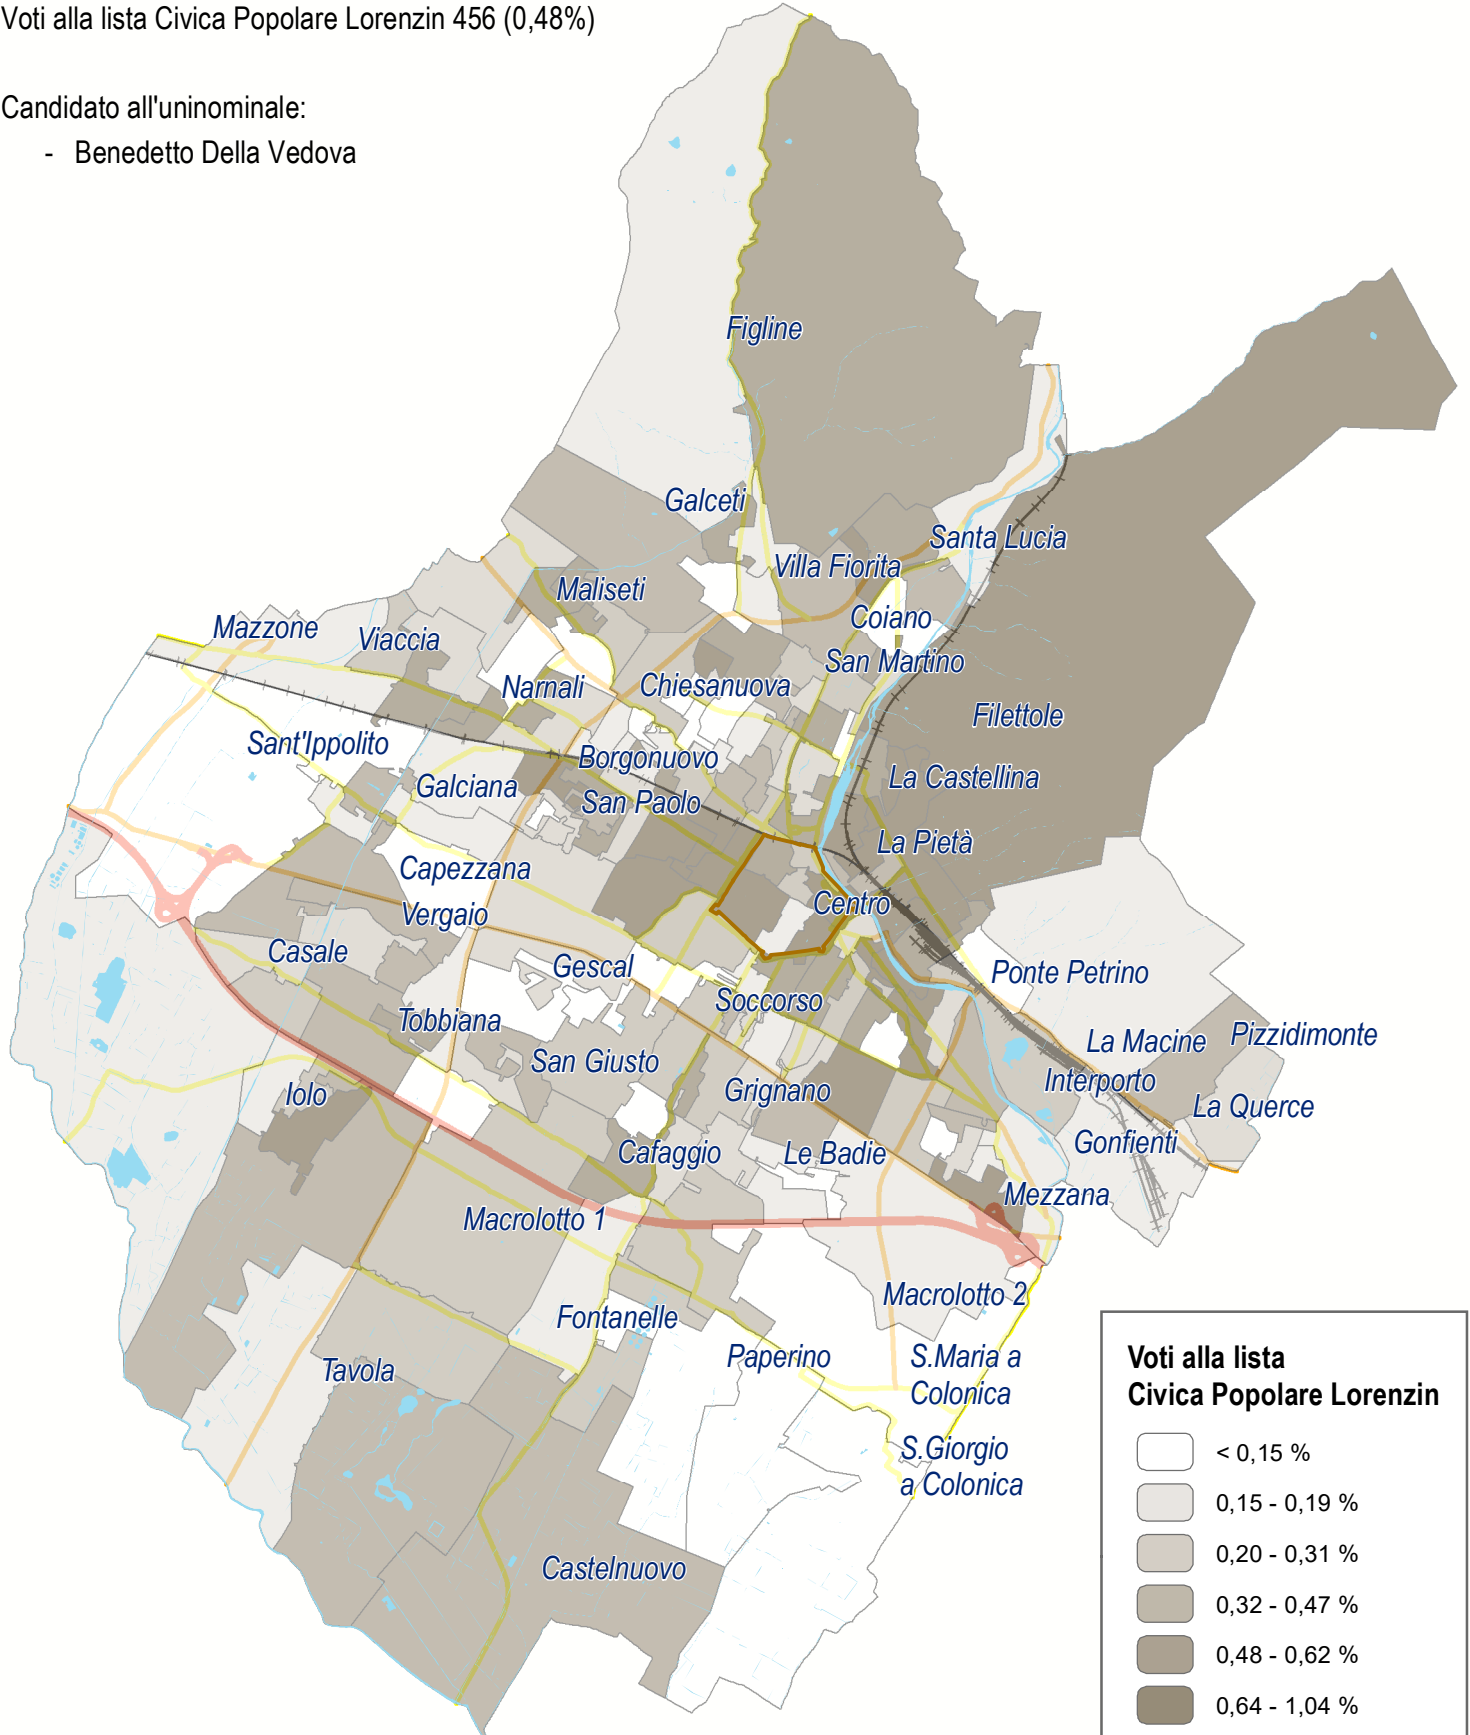 Voti alla lista Civica Popolare Lorenzin 456 (0,48%)
Candidato all'uninominale:
- Benedetto Della Vedova
Figline
Galceti
Santa Lucia
Villa Fiorita
Maliseti
Coiano
Mazzone
Viaccia
San Martino
Narnali
Chiesanuova
Filettole
Sant'Ippolito
Borgonuovo
La Castellina
Galciana
San Paolo
La Pietà
Capezzana
Centro
Vergaio
Casale
Gescal
Ponte Petrino
Soccorso
Tobbiana
La Macine
Pizzidimonte
San Giusto
Interporto
Iolo
Grignano
La Querce
Gonfienti
Cafaggio
Le Badie
Mezzana
Macrolotto 1
Macrolotto 2
Fontanelle
Paperino
S.Maria a
Colonica
Tavola
S.Giorgio
a Colonica
Castelnuovo
Voti alla lista
Civica Popolare Lorenzin
< 0,15 %
0,15 - 0,19 %
0,20 - 0,31 %
0,32 - 0,47 %
0,48 - 0,62 %
0,64 - 1,04 %